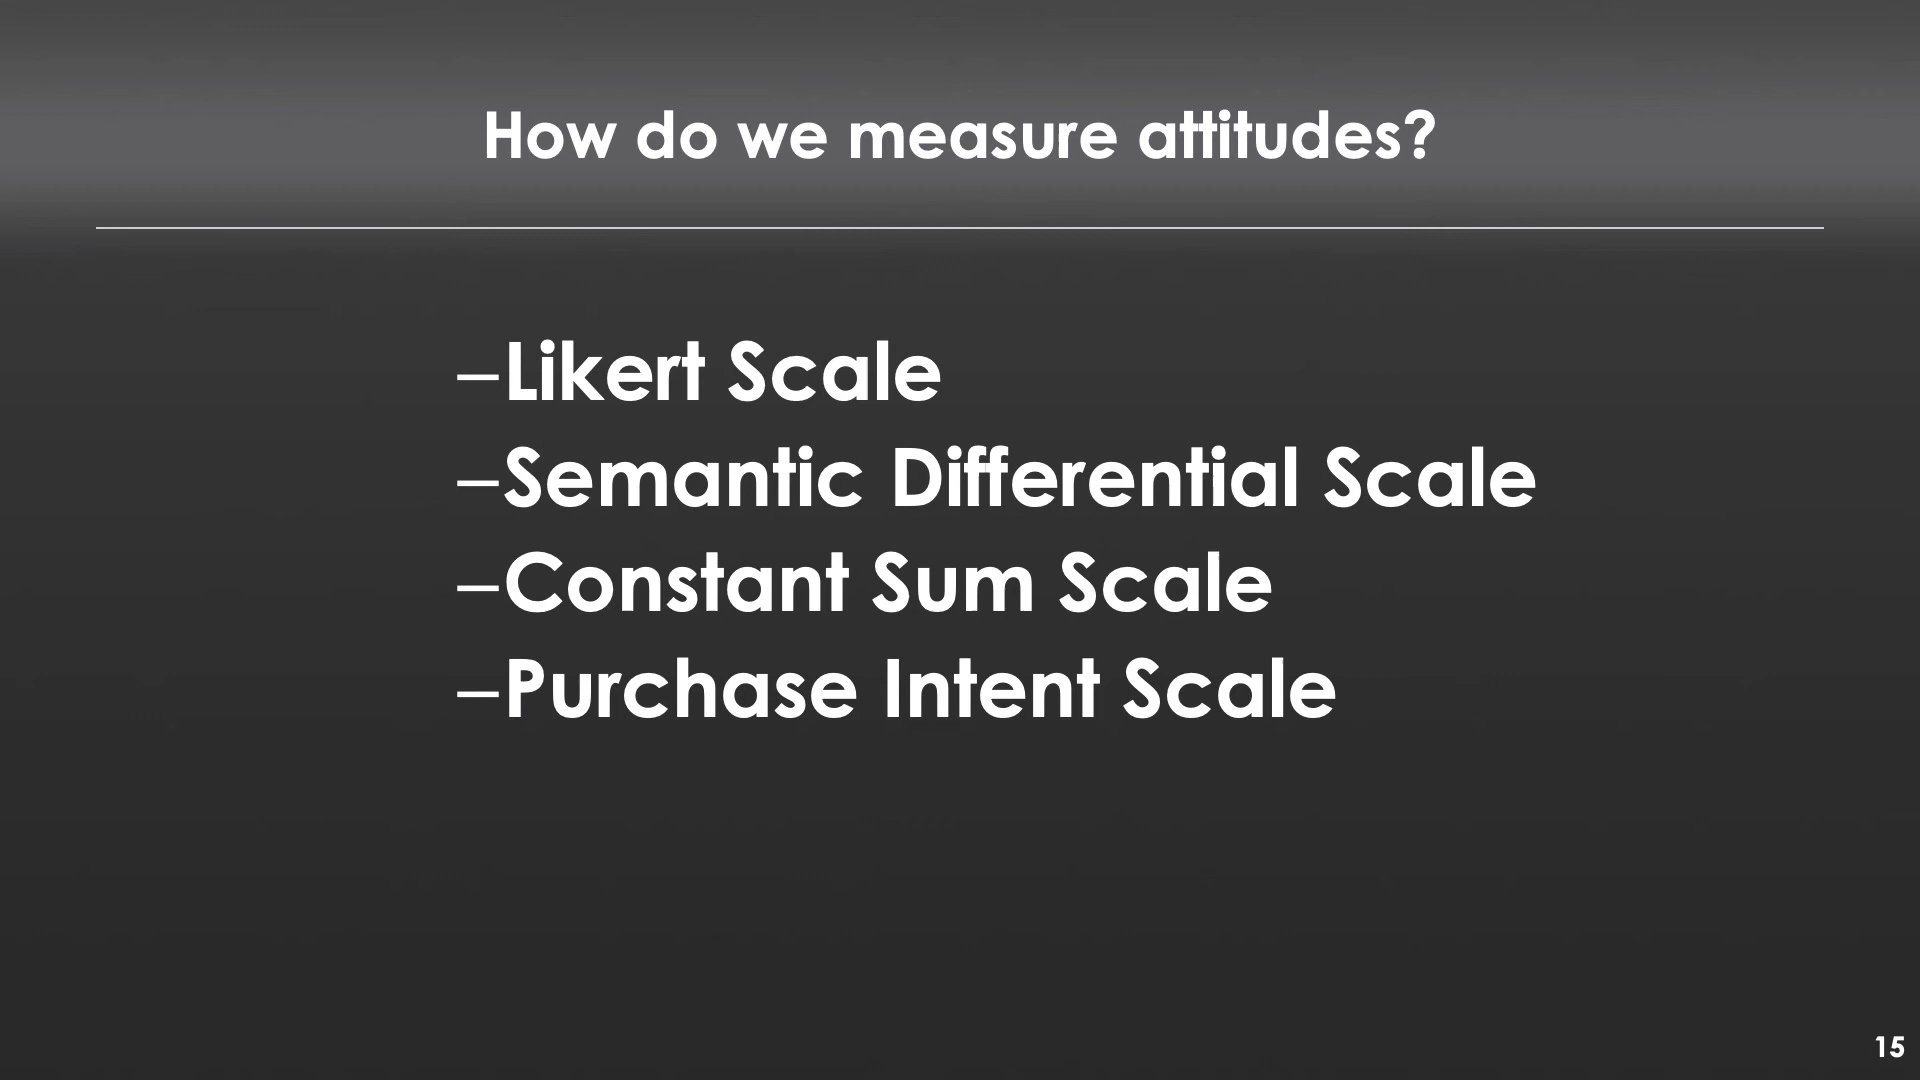 How do we measure attitudes?
–Likert Scale
–Semantic Differential Scale
–Constant Sum Scale
–Purchase Intent Scale
15